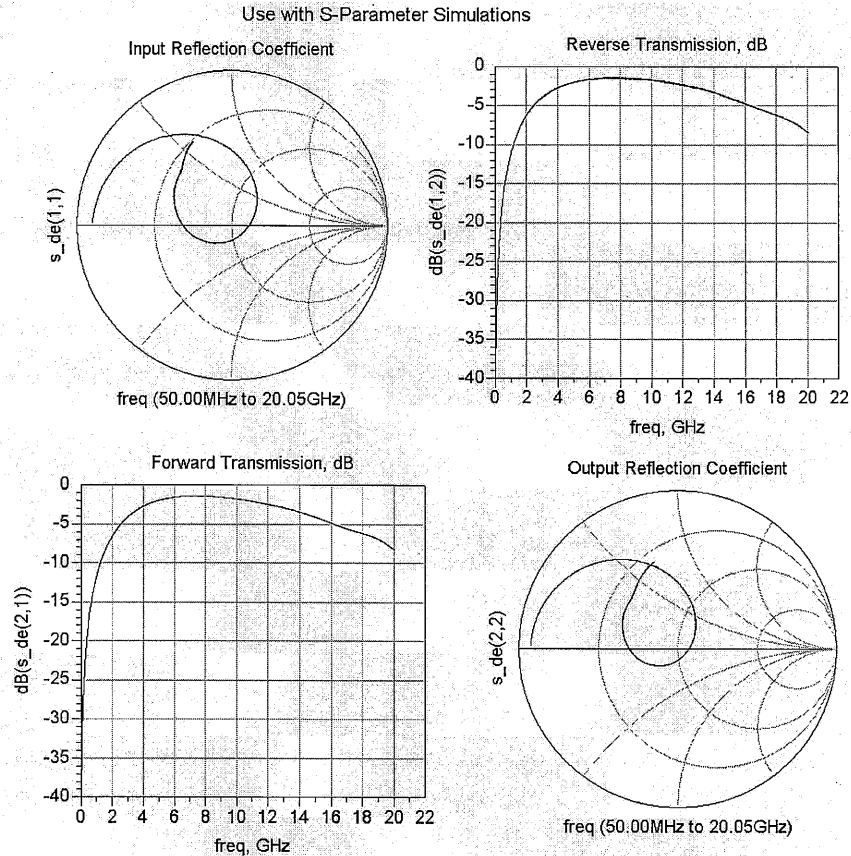 Use with S-Parameter Simulations
Input Reflection Coefficient
s_de(1,1)
freq (50.00MHz to 20.05GHz)
Reverse Transmission, dB
dB(s_de(1,2))
0
-5
-10
-15
-20
-25
-30
-35
-40
0 2 4 6 8 10 12 14 16 18 20 22
freq, GHz
Forward Transmission, dB
dB(s_de(2,1))
0
-5
-10
-15
-20
-25
-30
-35
-40
0 2 4 6 8 10 12 14 16 18 20 22
freq, GHz
Output Reflection Coefficient
s_de(2,2)
freq (50.00MHz to 20.05GHz)